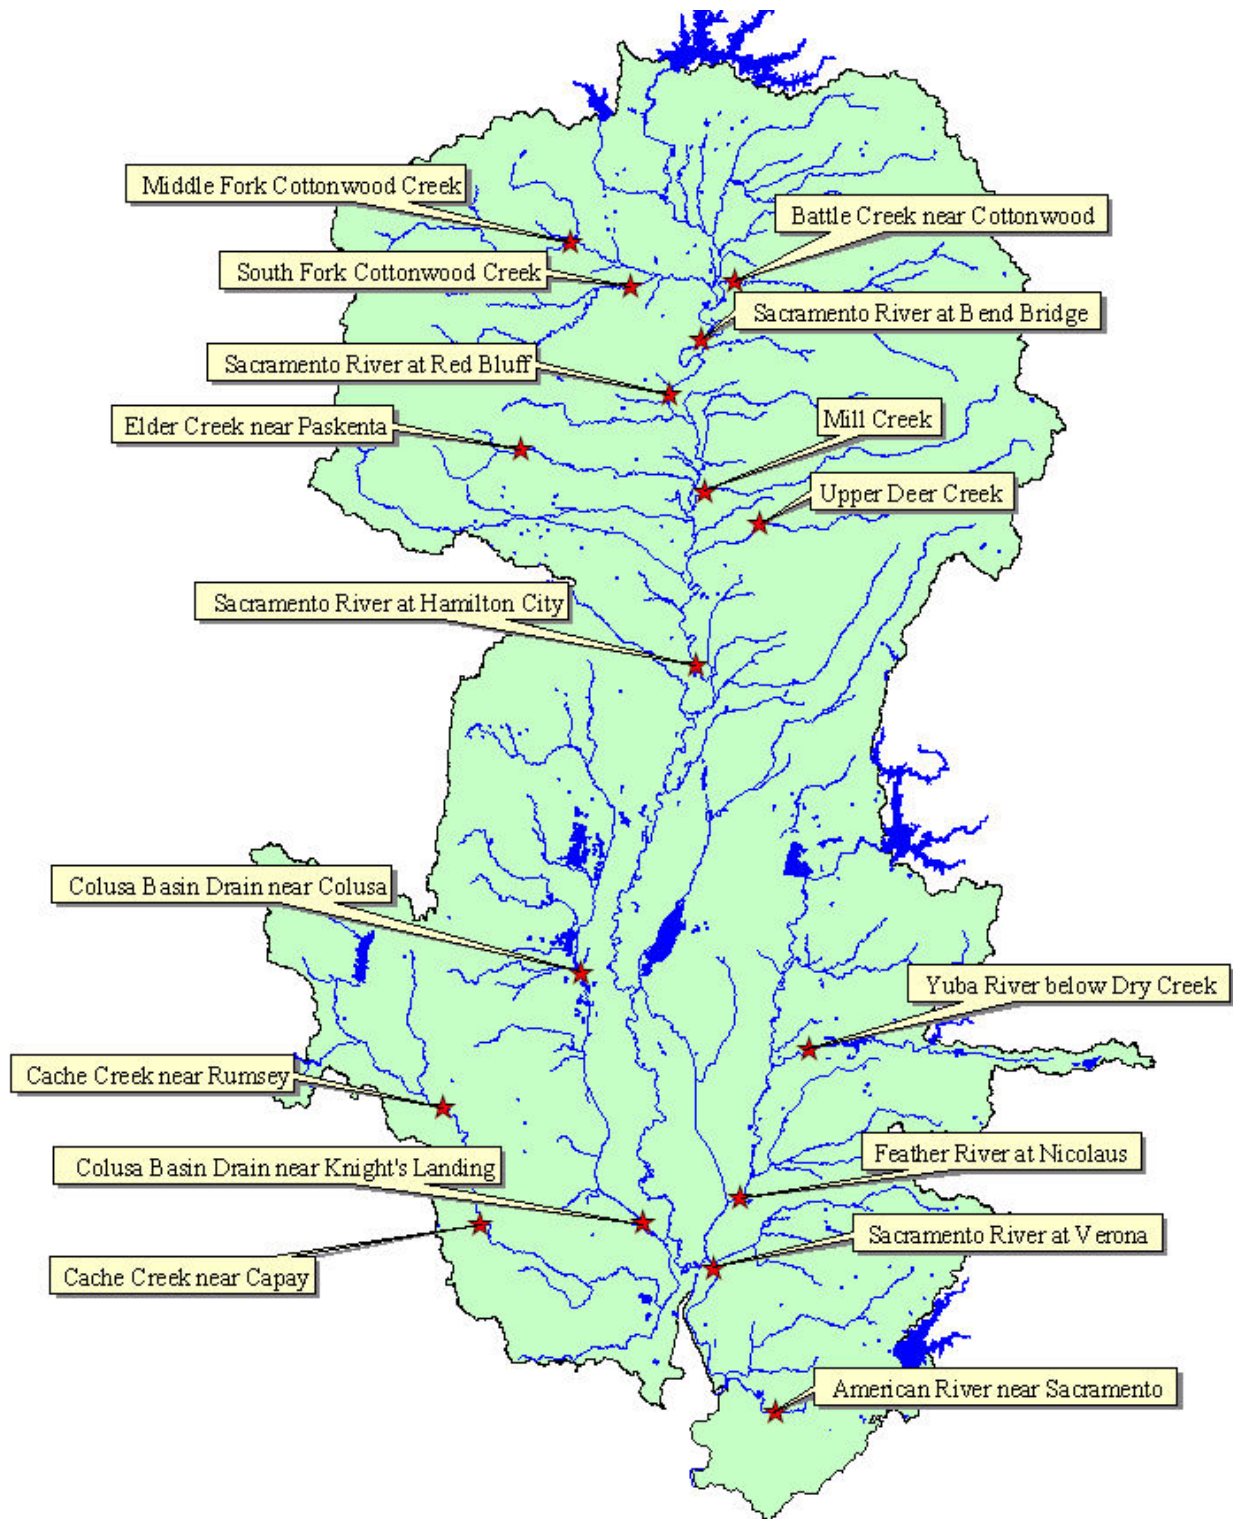 Middle Fork Cottonwood Creek
Battle Creek near Cottonwood
South Fork Cottonwood Creek
Sacramento River at Bend Bridge
Sacramento River at Red Bluff
Elder Creek near Paskenta
Mill Creek
Upper Deer Creek
Sacramento River at Hamilton City
Colusa Basin Drain near Colusa
Yuba River below Dry Creek
Cache Creek near Rumsey
Feather River at Nicolaus
Colusa Basin Drain near Knight's Landing
Sacramento River at Verona
Cache Creek near Capay
American River near Sacramento